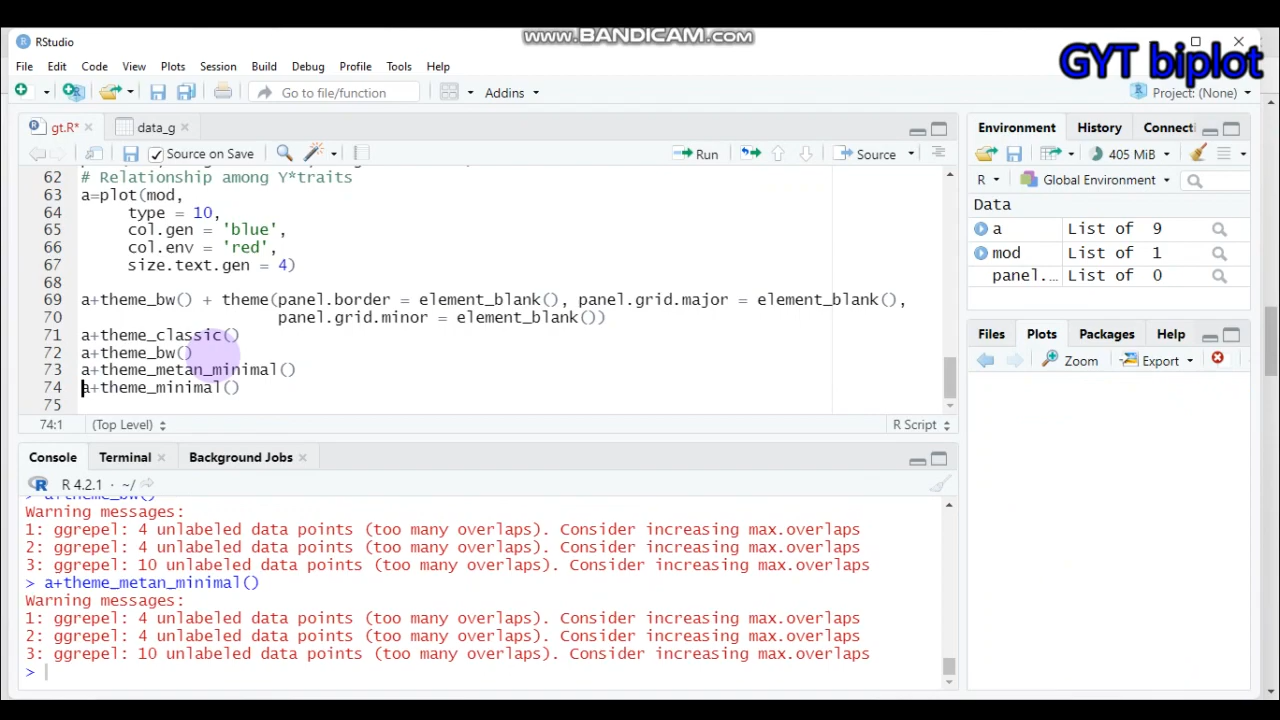 www.BANDICAM.com
RStudio
GYT biplot
File Edit Code View Plots Session Build Debug Profile Tools Help
Go to file/function Addins Project: (None)
gt.R* data_g
Environment History Connecti
Source on Save Run Source
405 MiB
R Global Environment
62 # Relationship among Y*traits
63 a=plot(mod,
64 type = 10,
65 col.gen = 'blue',
66 col.env = 'red',
67 size.text.gen = 4)
68
69 a+theme_bw() + theme(panel.border = element_blank(), panel.grid.major = element_blank(),
70 panel.grid.minor = element_blank())
71 a+theme_classic()
72 a+theme_bw()
73 a+theme_metan_minimal()
74 a+theme_minimal()
75
74:1 (Top Level) R Script
Data
a List of 9
mod List of 1
panel.… List of 0
Files Plots Packages Help
Zoom Export
Console Terminal Background Jobs
R 4.2.1 · ~/
> a+theme_bw()
Warning messages:
1: ggrepel: 4 unlabeled data points (too many overlaps). Consider increasing max.overlaps
2: ggrepel: 4 unlabeled data points (too many overlaps). Consider increasing max.overlaps
3: ggrepel: 10 unlabeled data points (too many overlaps). Consider increasing max.overlaps
> a+theme_metan_minimal()
Warning messages:
1: ggrepel: 4 unlabeled data points (too many overlaps). Consider increasing max.overlaps
2: ggrepel: 4 unlabeled data points (too many overlaps). Consider increasing max.overlaps
3: ggrepel: 10 unlabeled data points (too many overlaps). Consider increasing max.overlaps
>